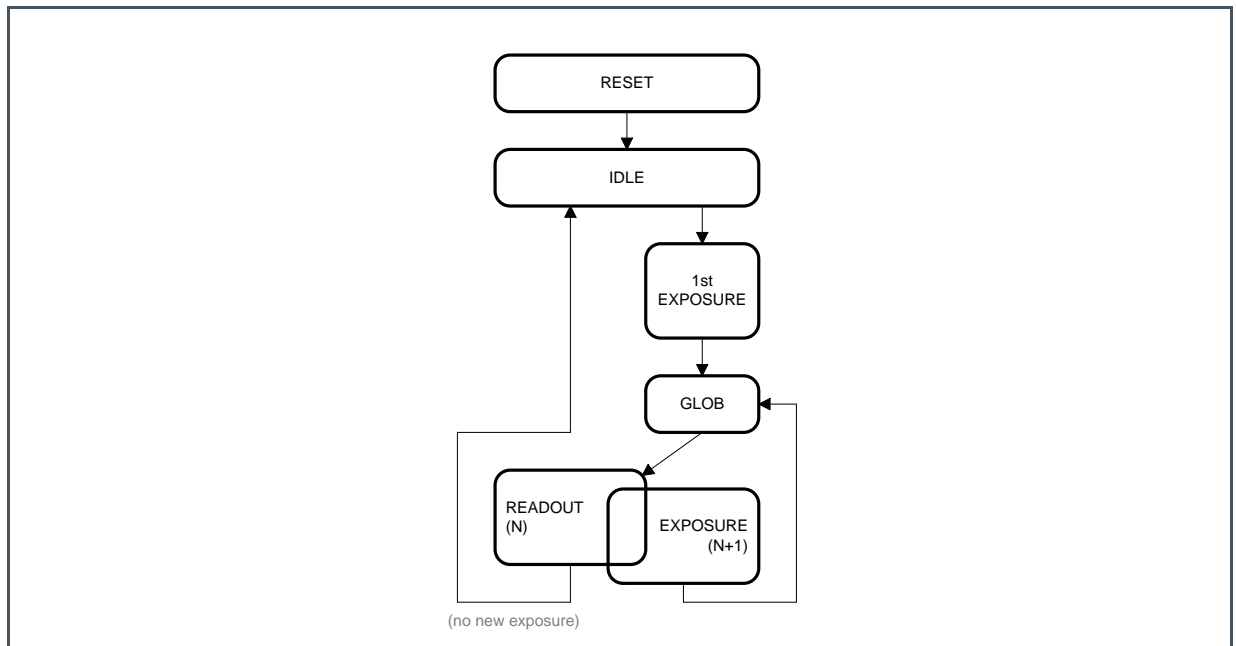 RESET
IDLE
1st
EXPOSURE
GLOB
READOUT
(N)
EXPOSURE
(N+1)
(no new exposure)